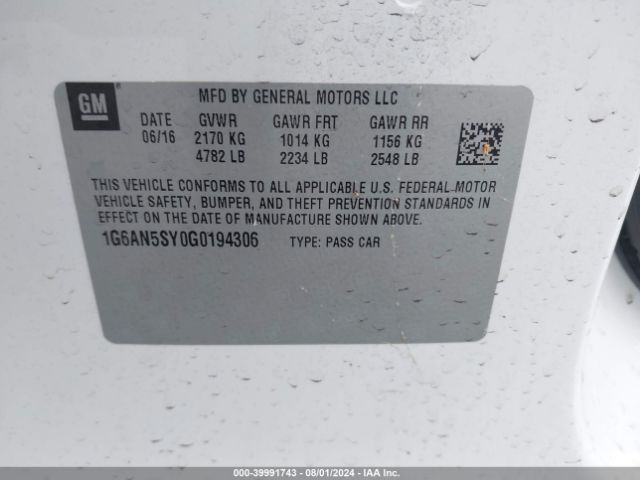 GM
MFD BY GENERAL MOTORS LLC
DATE GVWR GAWR FRT GAWR RR
06/16 2170 KG 1014 KG 1156 KG
4782 LB 2234 LB 2548 LB
THIS VEHICLE CONFORMS TO ALL APPLICABLE U.S. FEDERAL MOTOR
VEHICLE SAFETY, BUMPER, AND THEFT PREVENTION STANDARDS
IN EFFECT ON THE DATE OF MANUFACTURE SHOWN ABOVE.
1G6AN5SY0G0194306 TYPE: PASS CAR
000-39991743 - 08/01/2024 - IAA Inc.